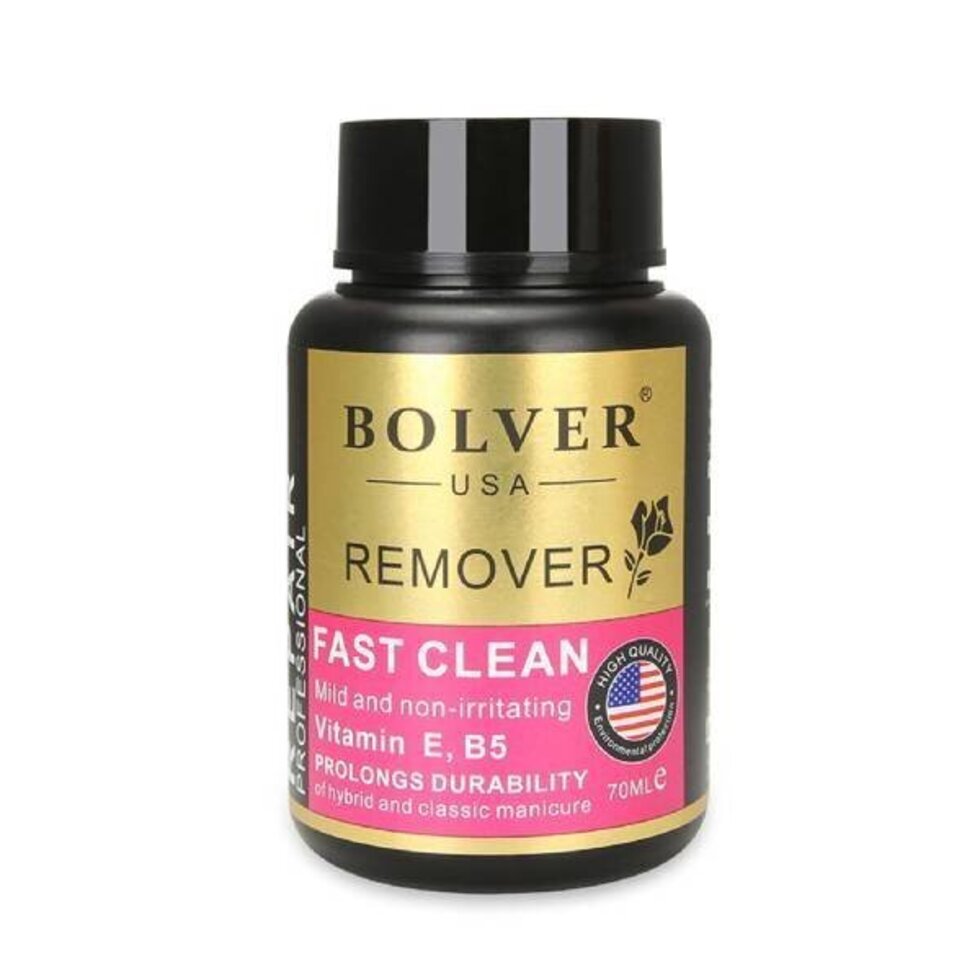 BOLVER®
USA
REMOVER
FAST CLEAN
Mild and non-irritating
Vitamin E, B5
PROLONGS DURABILITY
of hybrid and classic manicure
HIGH QUALITY
Environmental protection
70ML e
REPAIR
PROFESSIONAL